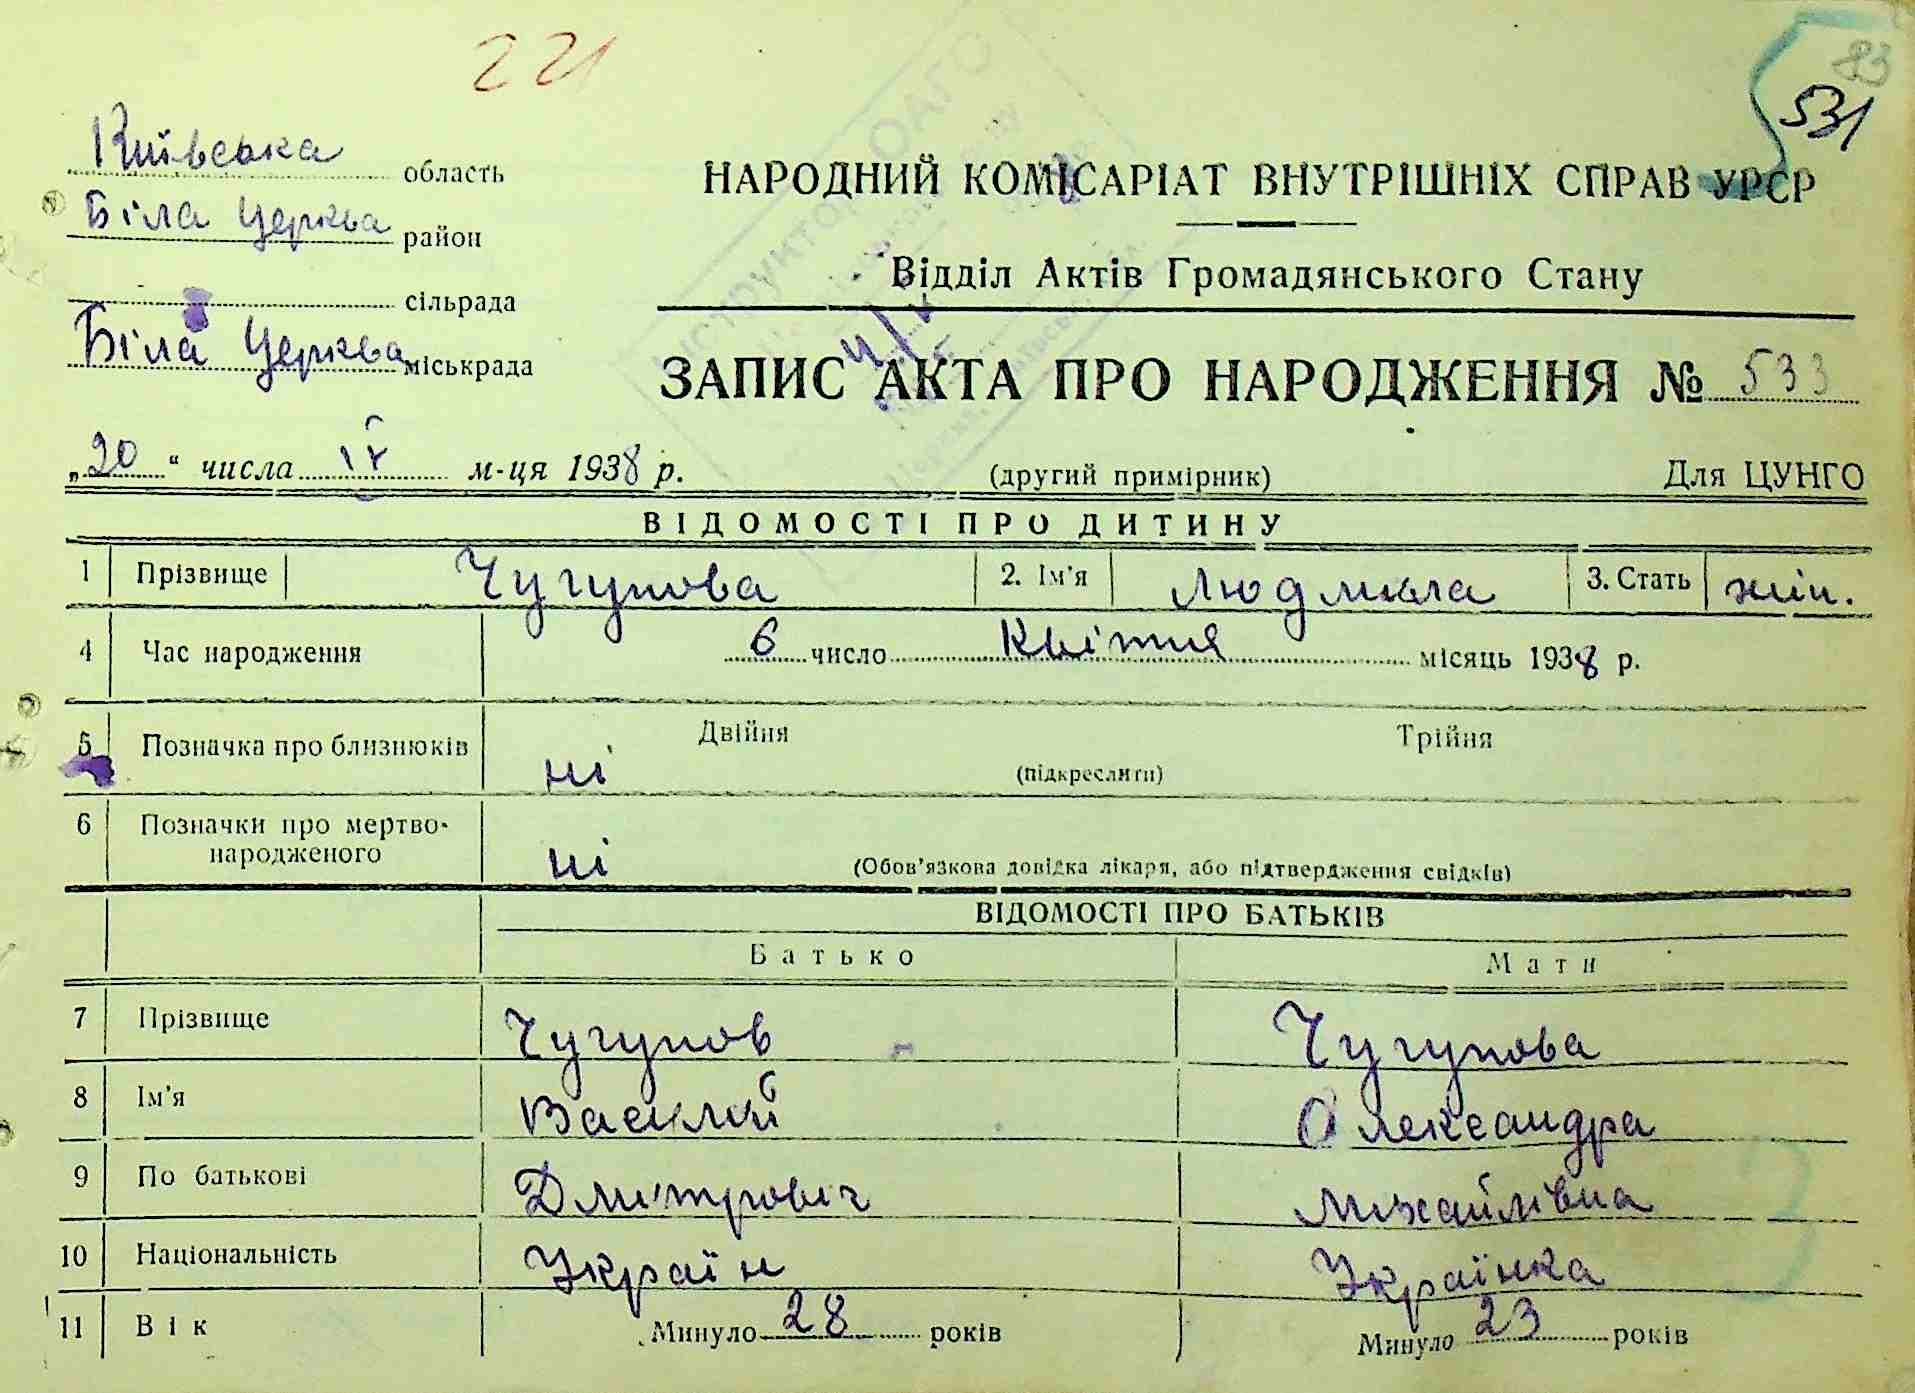 221
83
531
Київська область
Біла Церква район
сільрада
Біла Церква міськрада
НАРОДНИЙ КОМІСАРІАТ ВНУТРІШНІХ СПРАВ УРСР
Відділ Актів Громадянського Стану
ЗАПИС АКТА ПРО НАРОДЖЕННЯ № 533
„20“ числа IV м-ця 1938 р. (другий примірник) Для ЦУНГО
ВІДОМОСТІ ПРО ДИТИНУ
1 Прізвище Чугунова 2. Ім'я Людмила 3. Стать жін.
4 Час народження 6 число Квітня місяць 1938 р.
5 Позначка про близнюків ні Двійня Трійня
(підкреслити)
6 Позначки про мертво-
народженого ні (Обов'язкова довідка лікаря, або підтвердження свідків)
ВІДОМОСТІ ПРО БАТЬКІВ
Батько Мати
7 Прізвище Чугунов Чугунова
8 Ім'я Василий Олександра
9 По батькові Дмитрович Михайлівна
10 Національність Україн Українка
11 Вік Минуло 28 років Минуло 23 років